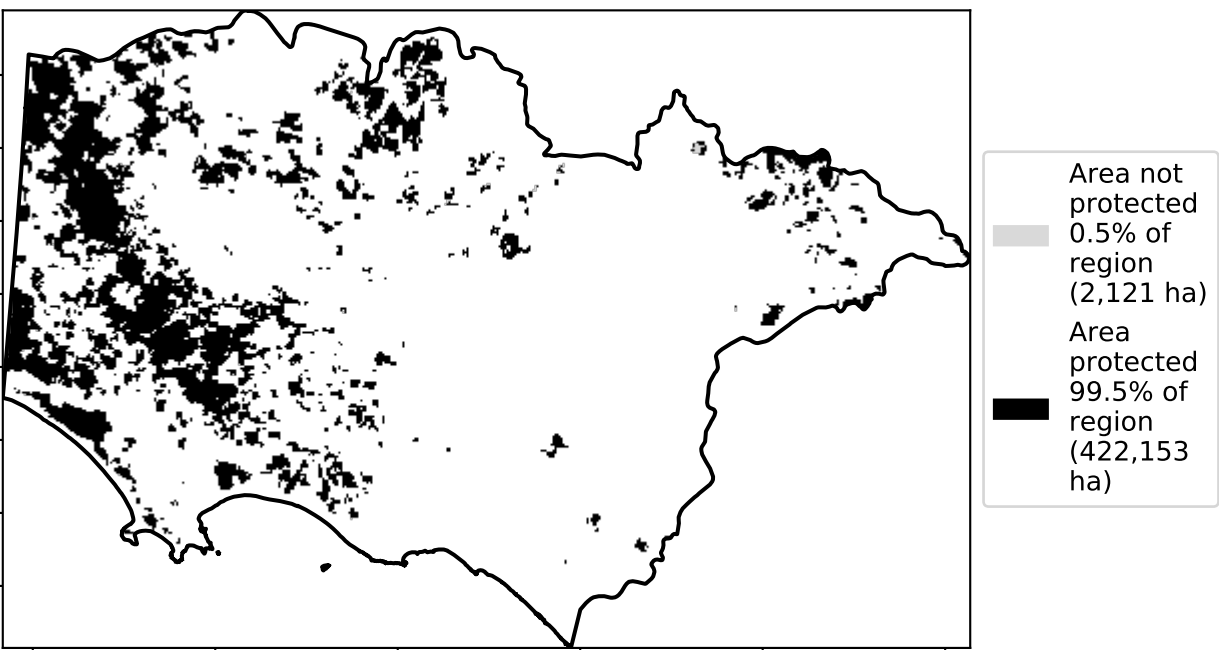 Area not
protected
0.5% of
region
(2,121 ha)
Area
protected
99.5% of
region
(422,153
ha)